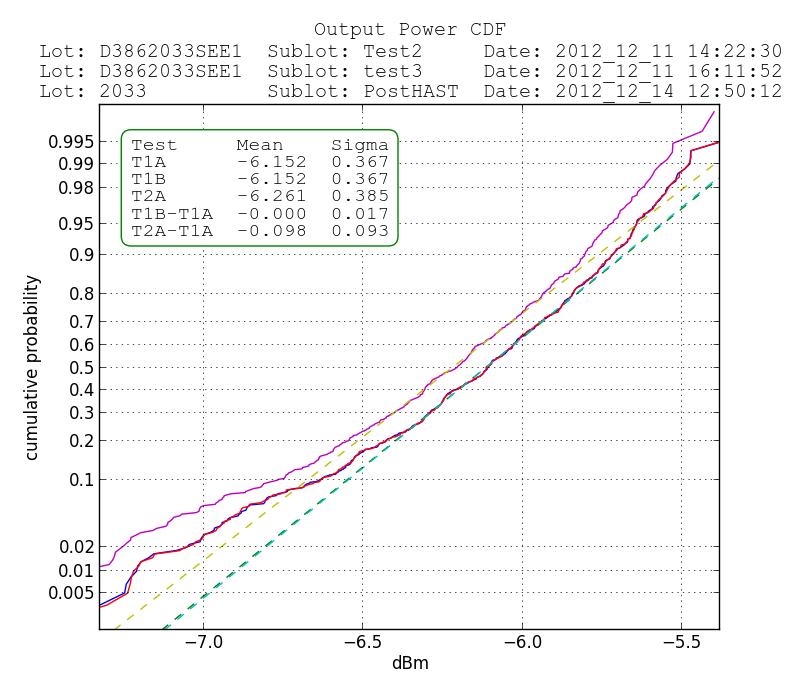 Output Power CDF
Lot: D3862033SEE1 Sublot: Test2 Date: 2012_12_11 14:22:30
Lot: D3862033SEE1 Sublot: test3 Date: 2012_12_11 16:11:52
Lot: 2033 Sublot: PostHAST Date: 2012_12_14 12:50:12
Test Mean Sigma
T1A -6.152 0.367
T1B -6.152 0.367
T2A -6.261 0.385
T1B-T1A -0.000 0.017
T2A-T1A -0.098 0.093
cumulative probability
0.995
0.99
0.98
0.95
0.9
0.8
0.7
0.6
0.5
0.4
0.3
0.2
0.1
0.02
0.01
0.005
−7.0 −6.5 −6.0 −5.5
dBm